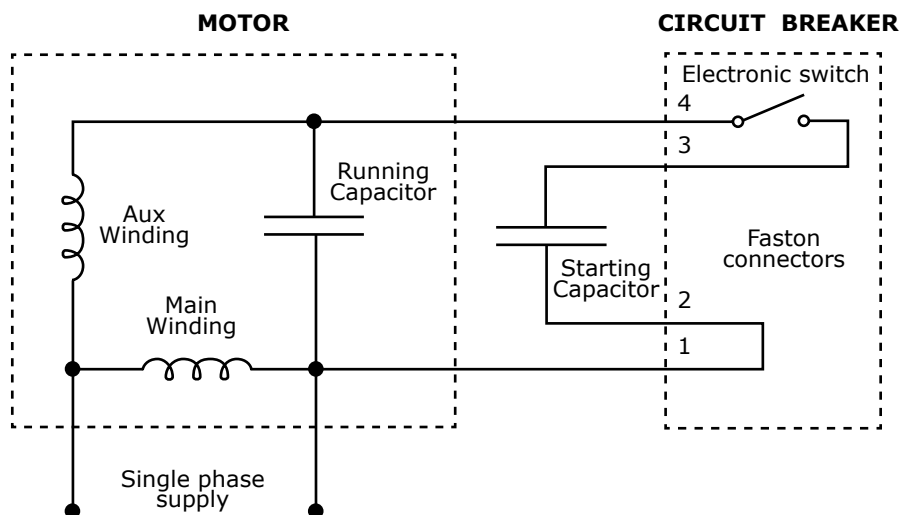 MOTOR
CIRCUIT BREAKER
Electronic switch
4
3
Running
Capacitor
Aux
Winding
Faston
connectors
Starting
Capacitor
Main
Winding
2
1
Single phase
supply